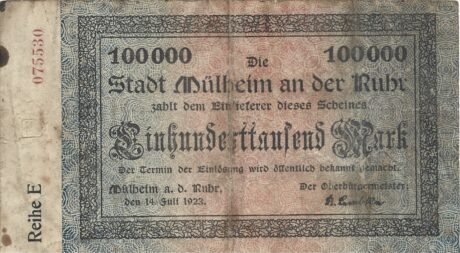 100000 Die 100000
Stadt Mülheim an der Ruhr
zahlt dem Einlieferer dieses Scheines
Einhunderttausend Mark
Der Termin der Einlösung wird öffentlich bekannt gemacht.
Mülheim a. d. Ruhr, Der Oberbürgermeister:
den 14. Juli 1923.
Reihe E
075530